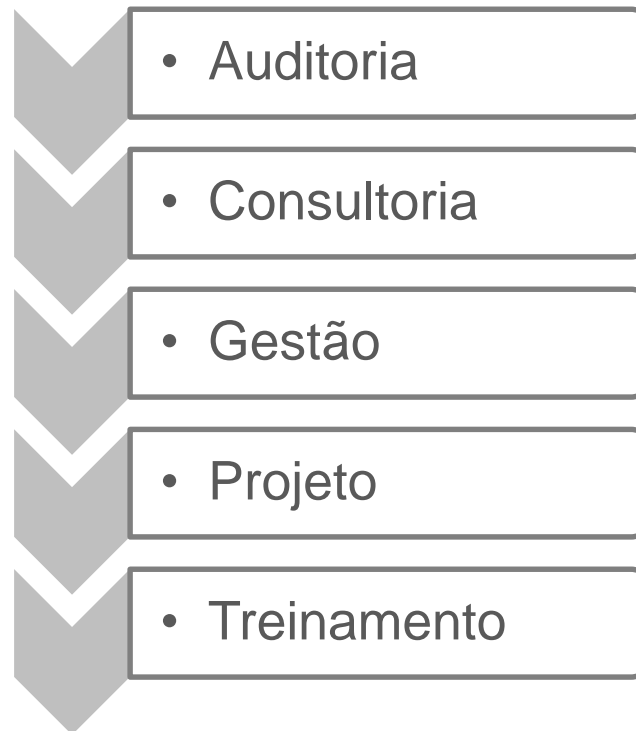 • Auditoria
• Consultoria
• Gestão
• Projeto
• Treinamento